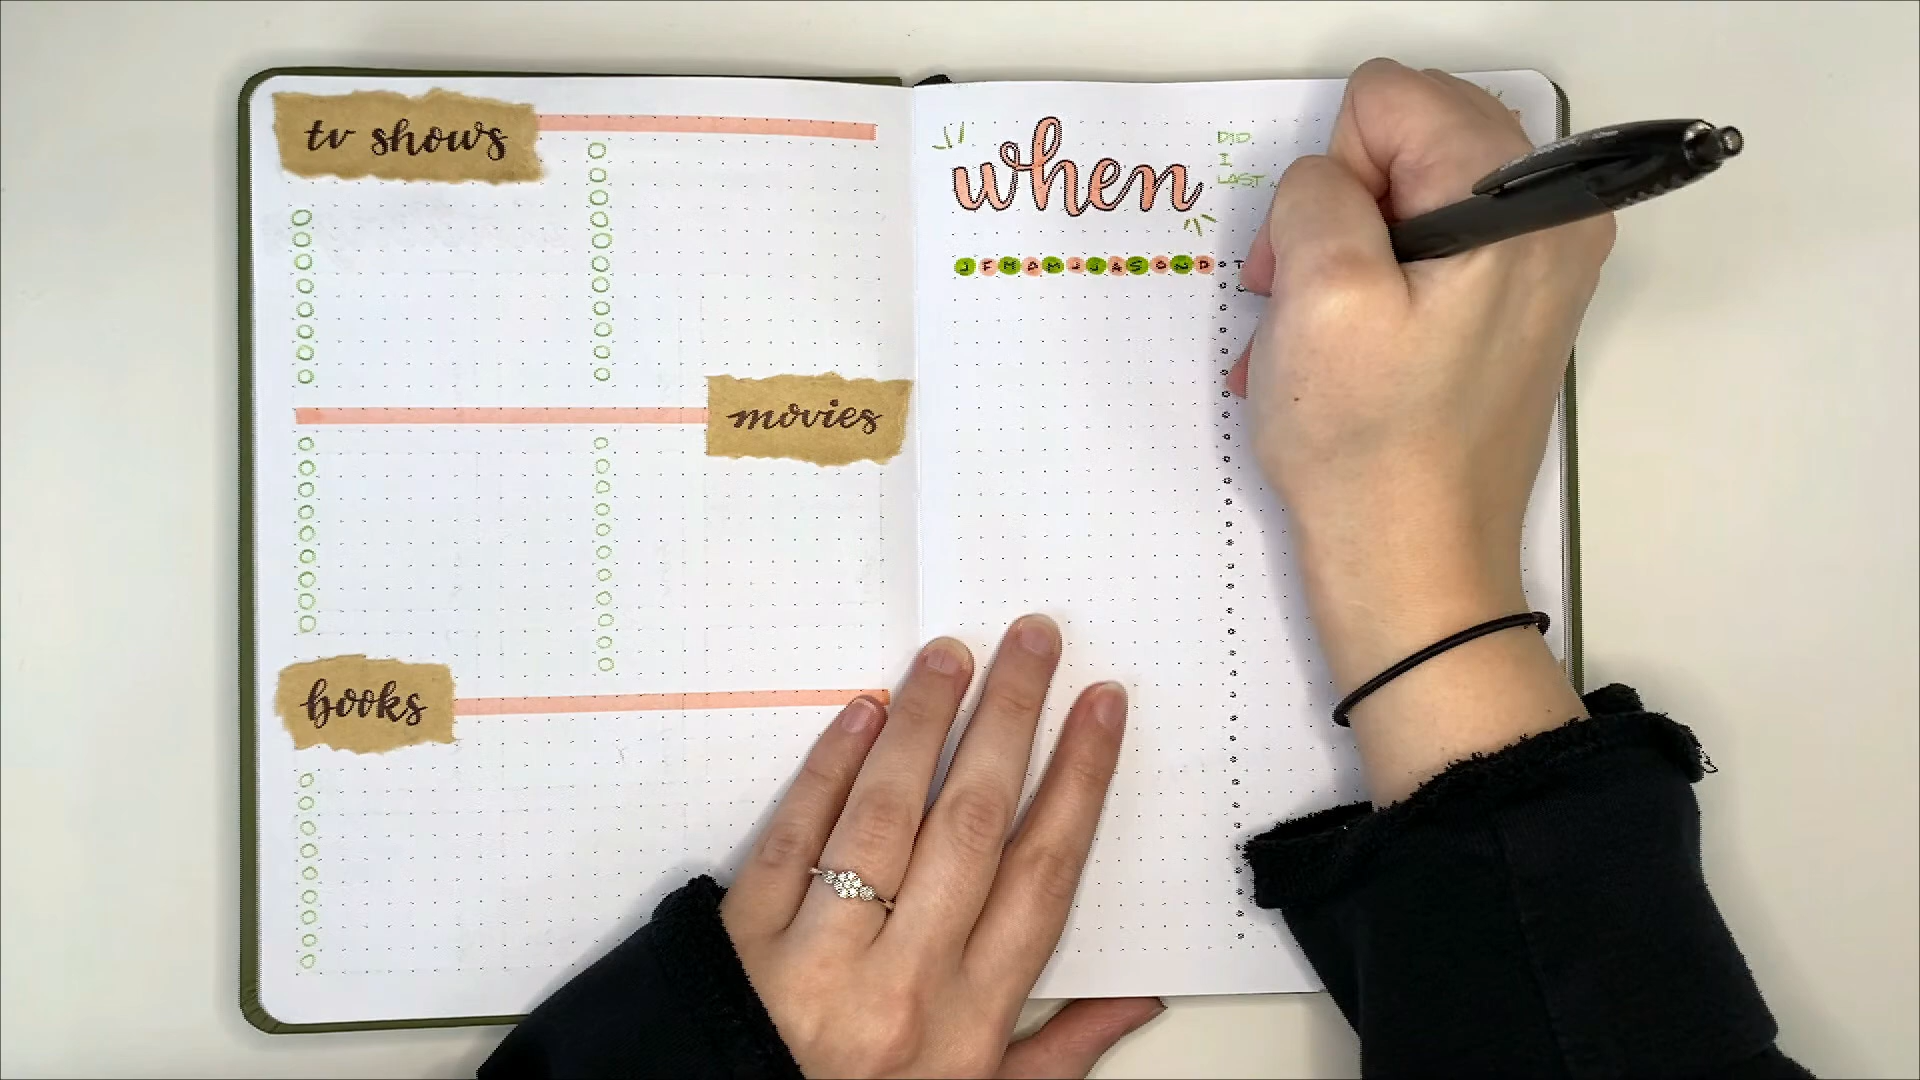 tv shows
movies
books
when
DID
I
LAST
J F M A M J J A S O N D
T